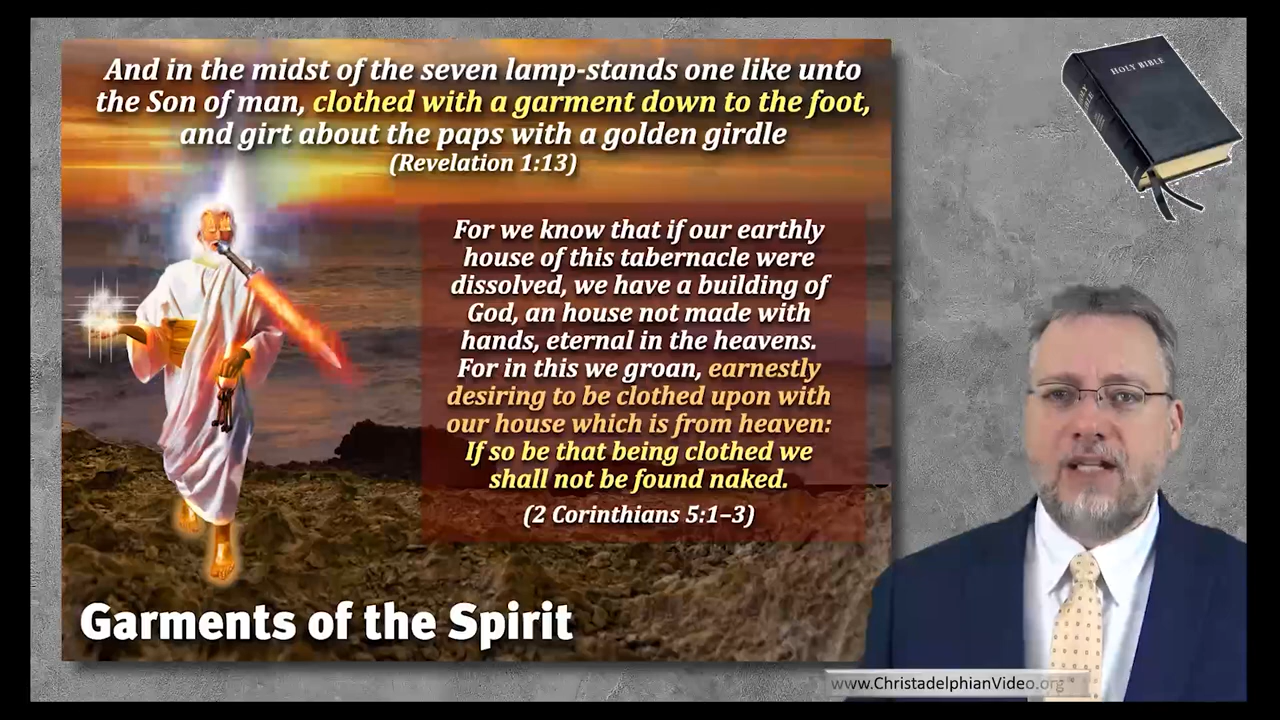 And in the midst of the seven lamp-stands one like unto
the Son of man, clothed with a garment down to the foot,
and girt about the paps with a golden girdle
(Revelation 1:13)
For we know that if our earthly
house of this tabernacle were
dissolved, we have a building of
God, an house not made with
hands, eternal in the heavens.
For in this we groan, earnestly
desiring to be clothed upon with
our house which is from heaven:
If so be that being clothed we
shall not be found naked.
(2 Corinthians 5:1–3)
Garments of the Spirit
HOLY BIBLE
www.ChristadelphianVideo.org